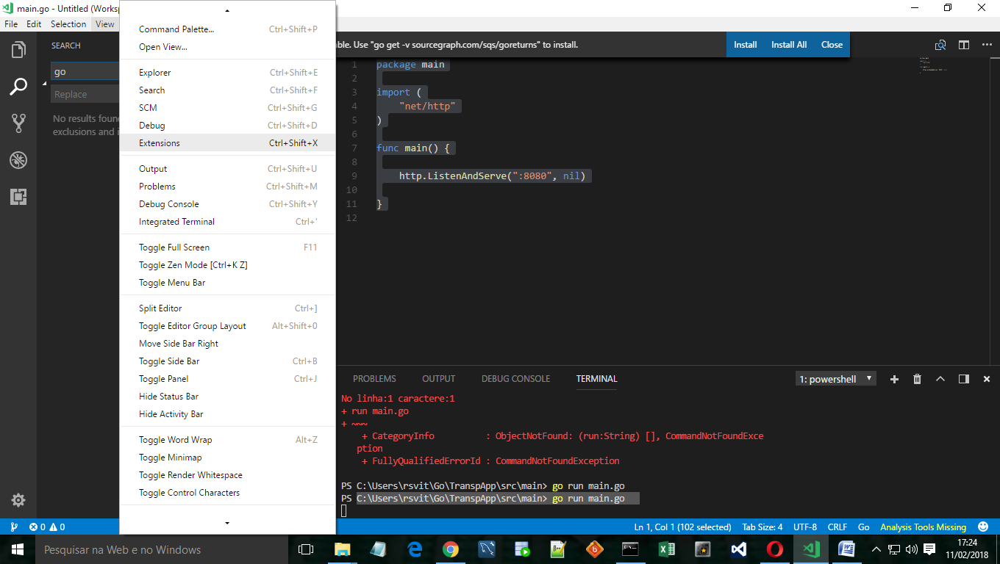 main.go - Untitled (Worksp
File Edit Selection View
SEARCH
go
Replace
No results foun
exclusions and i
Command Palette... Ctrl+Shift+P
Open View...
Explorer Ctrl+Shift+E
Search Ctrl+Shift+F
SCM Ctrl+Shift+G
Debug Ctrl+Shift+D
Extensions Ctrl+Shift+X
Output Ctrl+Shift+U
Problems Ctrl+Shift+M
Debug Console Ctrl+Shift+Y
Integrated Terminal Ctrl+'
Toggle Full Screen F11
Toggle Zen Mode [Ctrl+K Z]
Toggle Menu Bar
Split Editor Ctrl+]
Toggle Editor Group Layout Alt+Shift+0
Move Side Bar Right
Toggle Side Bar Ctrl+B
Toggle Panel Ctrl+J
Hide Status Bar
Hide Activity Bar
Toggle Word Wrap Alt+Z
Toggle Minimap
Toggle Render Whitespace
Toggle Control Characters
ble. Use "go get -v sourcegraph.com/sqs/goreturns" to install. Install Install All Close
1 package main
2
3 import (
4 "net/http"
5 )
6
7 func main() {
8
9 http.ListenAndServe(":8080", nil)
10
11 }
12
PROBLEMS OUTPUT DEBUG CONSOLE TERMINAL 1: powershell
No linha:1 caractere:1
+ run main.go
+ ~~~
+ CategoryInfo : ObjectNotFound: (run:String) [], CommandNotFoundExce
ption
+ FullyQualifiedErrorId : CommandNotFoundException
PS C:\Users\rsvit\Go\TranspApp\src\main> go run main.go
PS C:\Users\rsvit\Go\TranspApp\src\main> go run main.go
0 0 Ln 1, Col 1 (102 selected) Tab Size: 4 UTF-8 CRLF Go Analysis Tools Missing
Pesquisar na Web e no Windows
17:24
11/02/2018